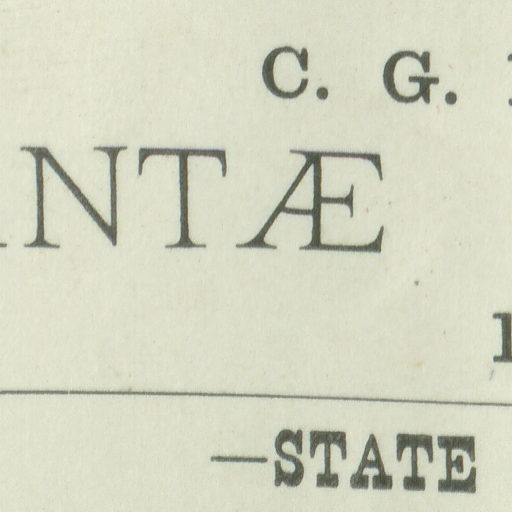 C. G.
NTÆ
—STATE